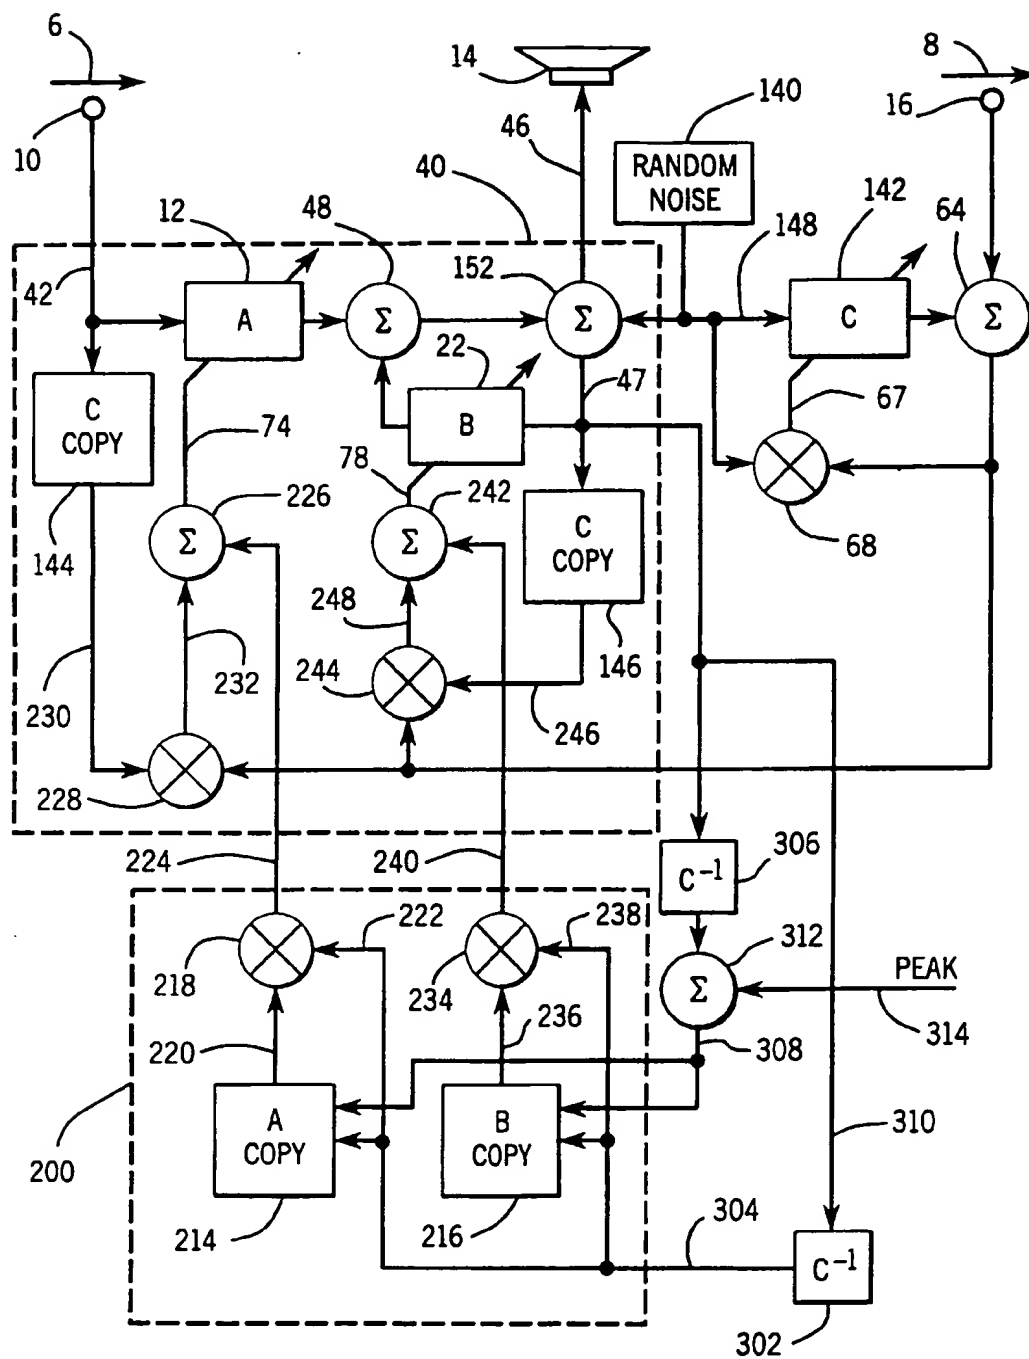 6
10
14
46
140
RANDOM
NOISE
8
16
40
48
12
152
142
148
64
42
A
Σ
Σ
C
Σ
22
B
47
67
C
COPY
74
78
226
242
Σ
Σ
C
COPY
68
144
248
232
244
146
246
230
228
224
240
306
C⁻¹
222
238
312
218
234
Σ
PEAK
314
220
236
308
A
COPY
B
COPY
310
200
214
216
304
C⁻¹
302